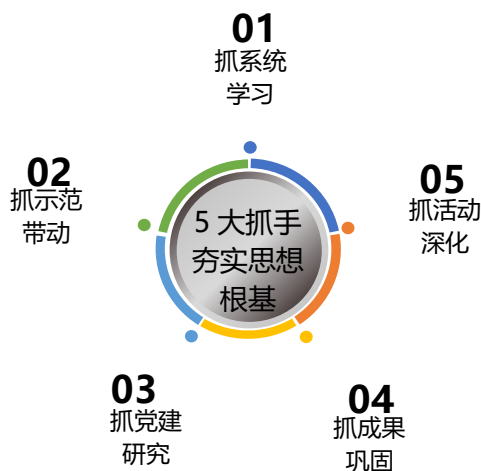 01
抓系统
学习
02
抓示范
带动
05
抓活动
深化
5 大抓手
夯实思想
根基
03
抓党建
研究
04
抓成果
巩固